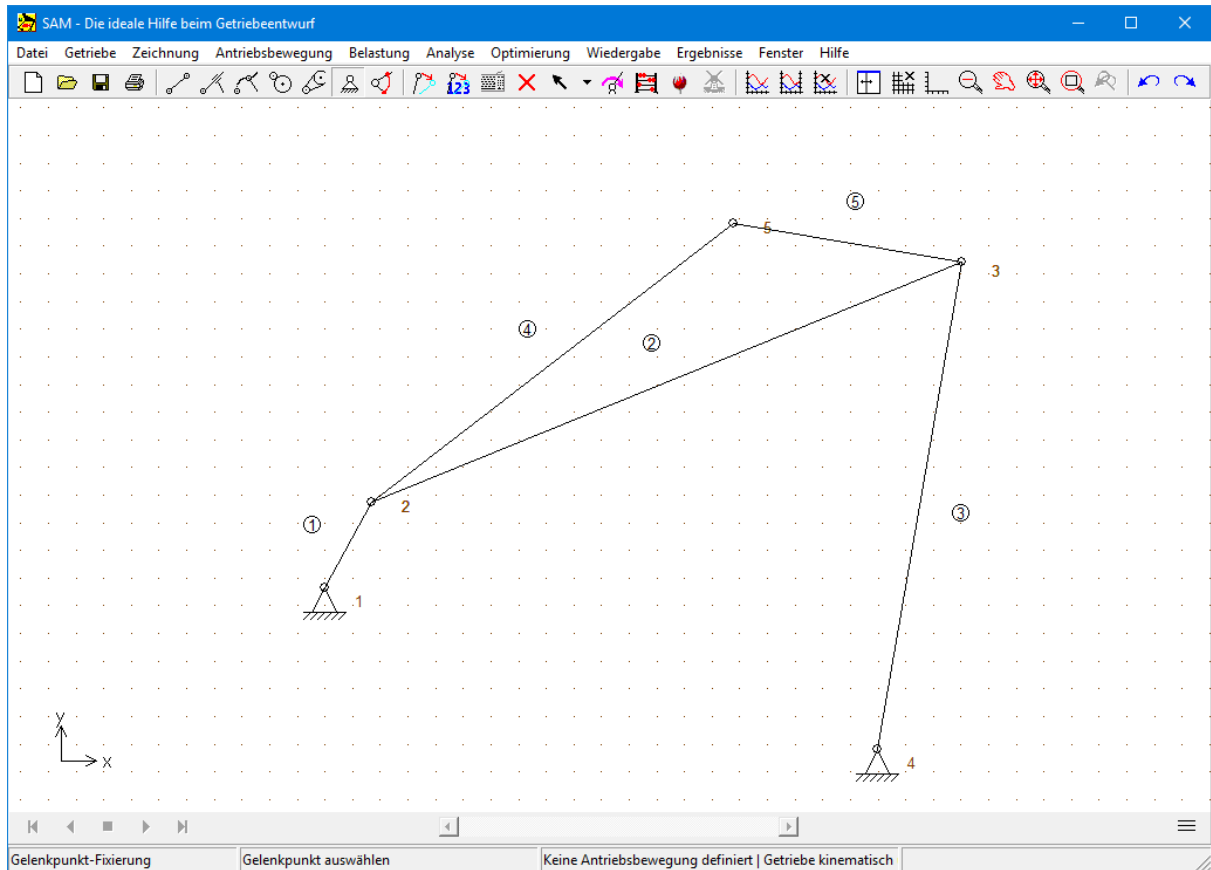 SAM - Die ideale Hilfe beim Getriebeentwurf
Datei Getriebe Zeichnung Antriebsbewegung Belastung Analyse Optimierung Wiedergabe Ergebnisse Fenster Hilfe
123
5
5
3
4
2
2
1
3
1
y
x
4
Gelenkpunkt-Fixierung Gelenkpunkt auswählen Keine Antriebsbewegung definiert | Getriebe kinematisch